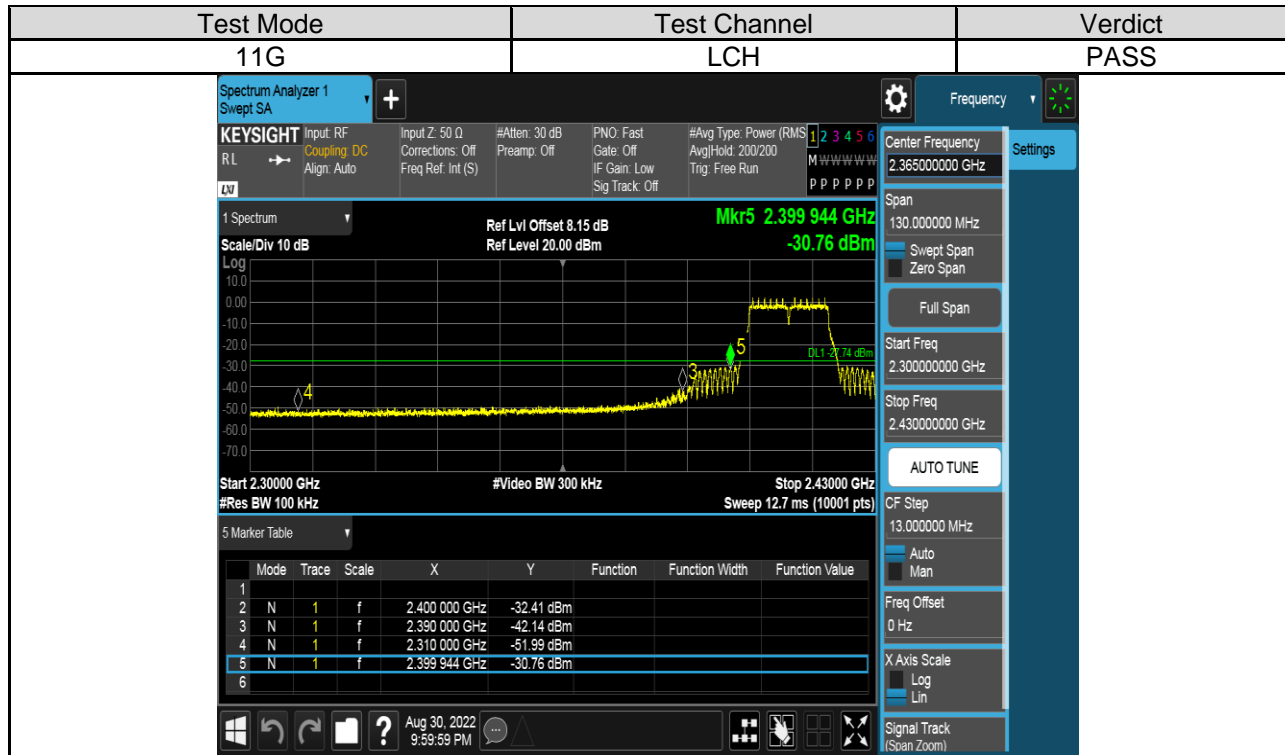 Test Mode Test Channel Verdict
11G LCH PASS
Spectrum Analyzer 1
Swept SA
+
Frequency
KEYSIGHT
RL
LXI
Input: RF
Coupling: DC
Align: Auto
Input Z: 50 Ω
Corrections: Off
Freq Ref: Int (S)
#Atten: 30 dB
Preamp: Off
PNO: Fast
Gate: Off
IF Gain: Low
Sig Track: Off
#Avg Type: Power (RMS
Avg|Hold: 200/200
Trig: Free Run
1 2 3 4 5 6
M W W W W W
P P P P P P
1 Spectrum
Scale/Div 10 dB
Ref Lvl Offset 8.15 dB
Ref Level 20.00 dBm
Mkr5 2.399 944 GHz
-30.76 dBm
Log
10.0
0.00
-10.0
-20.0
-30.0
-40.0
-50.0
-60.0
-70.0
4
3
5
DL1 -27.74 dBm
Start 2.30000 GHz #Video BW 300 kHz Stop 2.43000 GHz
#Res BW 100 kHz Sweep 12.7 ms (10001 pts)
5 Marker Table
Mode Trace Scale X Y Function Function Width Function Value
1
2 N 1 f 2.400 000 GHz -32.41 dBm
3 N 1 f 2.390 000 GHz -42.14 dBm
4 N 1 f 2.310 000 GHz -51.99 dBm
5 N 1 f 2.399 944 GHz -30.76 dBm
6
? Aug 30, 2022
9:59:59 PM
Center Frequency
2.365000000 GHz
Settings
Span
130.000000 MHz
Swept Span
Zero Span
Full Span
Start Freq
2.300000000 GHz
Stop Freq
2.430000000 GHz
AUTO TUNE
CF Step
13.000000 MHz
Auto
Man
Freq Offset
0 Hz
X Axis Scale
Log
Lin
Signal Track
(Span Zoom)